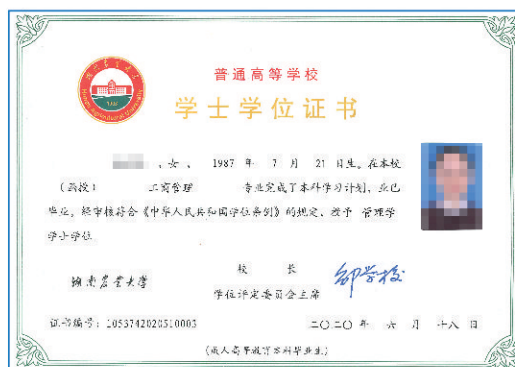 普通高等学校
学士学位证书
，女， 1987 年 7 月 21 日生。在本校
（函授） 工商管理 专业完成了本科学习计划，业已
毕业，经审核符合《中华人民共和国学位条例》的规定，授予 管理学
学士学位
湖南农业大学
校 长
学位评定委员会主席
证书编号：1053742020510003
二〇二〇 年 六 月 十八 日
（成人高等教育本科毕业生）